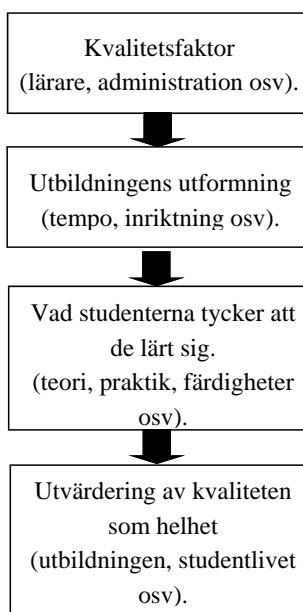 Kvalitetsfaktor
(lärare, administration osv).
Utbildningens utformning
(tempo, inriktning osv).
Vad studenterna tycker att
de lärt sig.
(teori, praktik, färdigheter
osv).
Utvärdering av kvaliteten
som helhet
(utbildningen, studentlivet
osv).